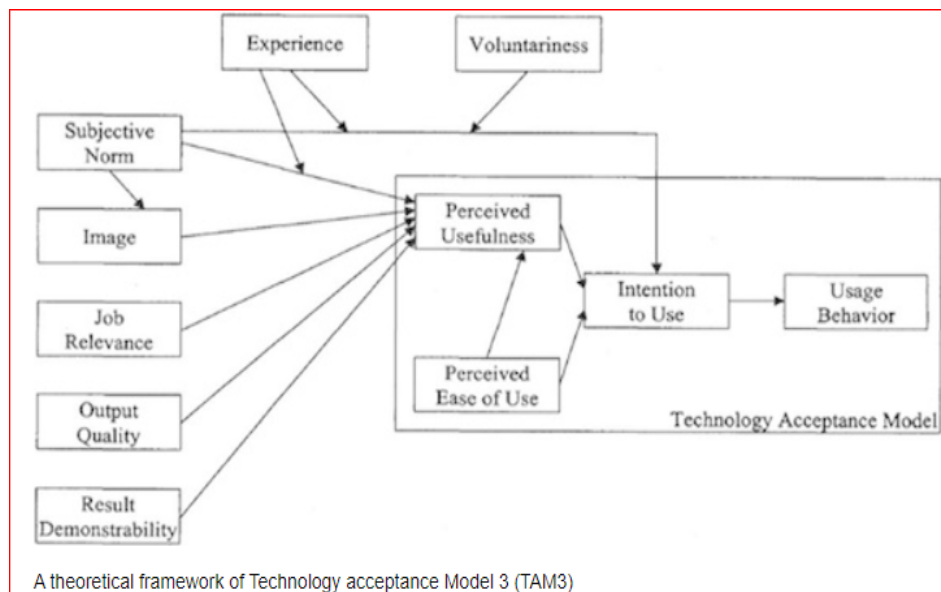 Experience
Voluntariness
Subjective
Norm
Image
Job
Relevance
Output
Quality
Result
Demonstrability
Perceived
Usefulness
Perceived
Ease of Use
Intention
to Use
Usage
Behavior
Technology Acceptance Model
A theoretical framework of Technology acceptance Model 3 (TAM3)